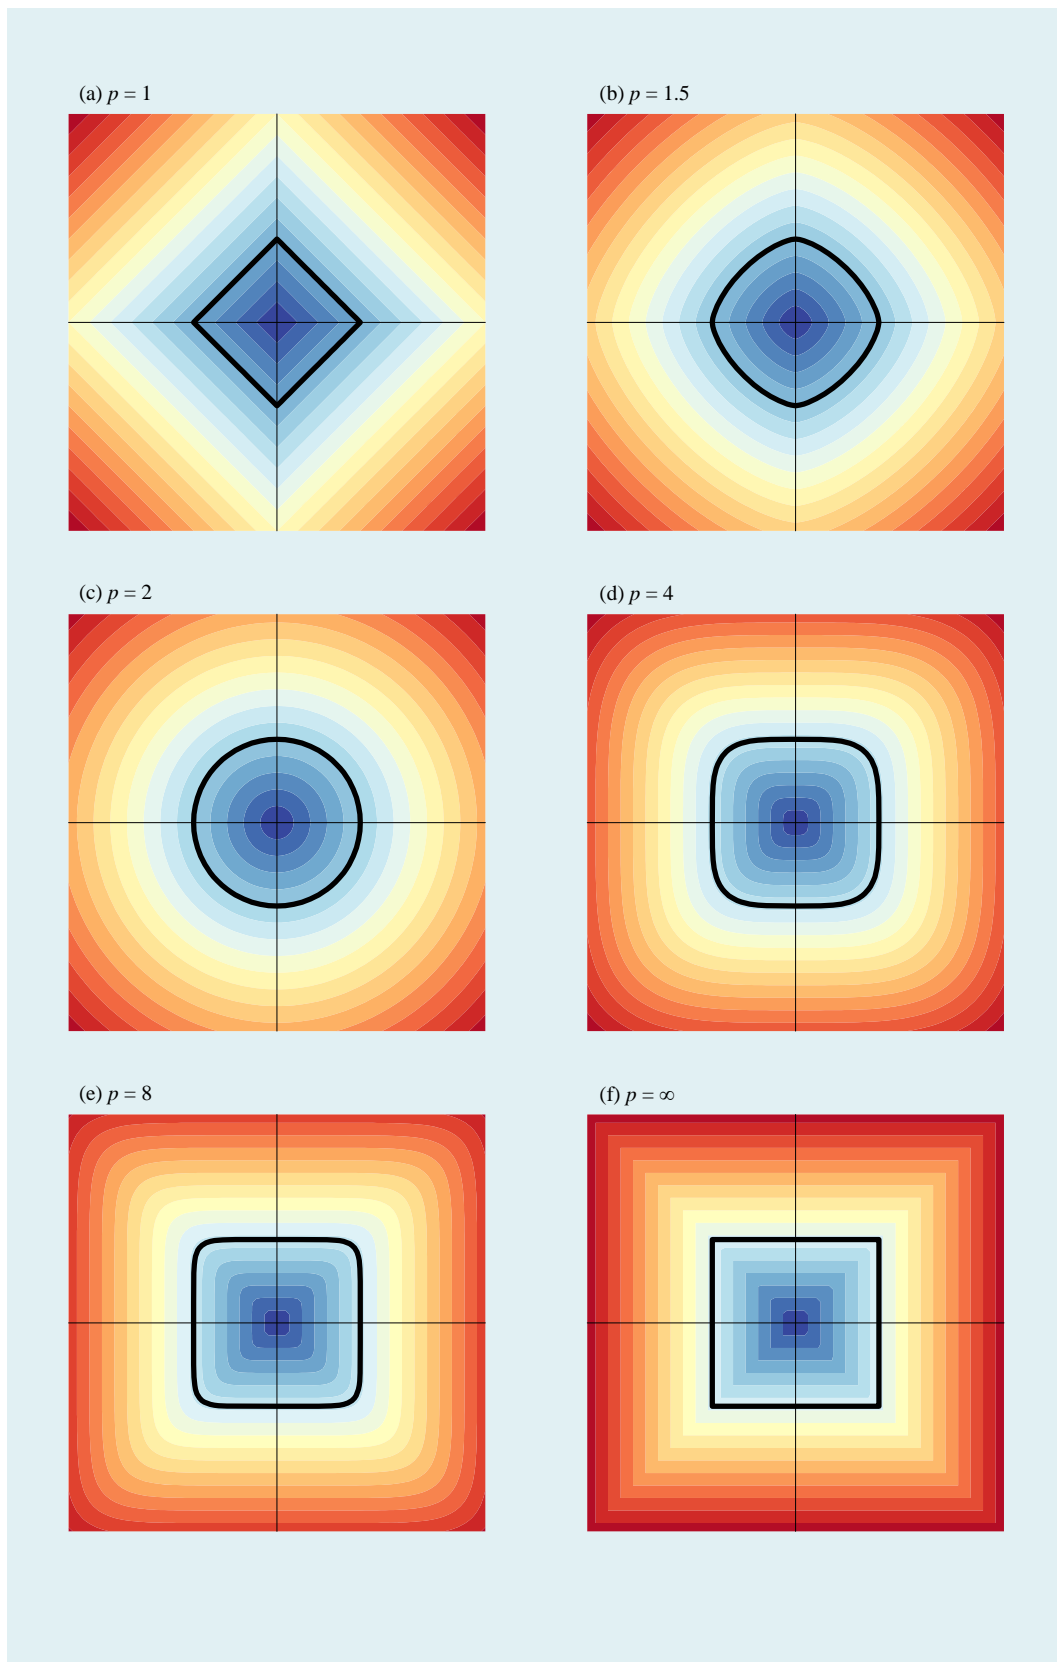 (a) p = 1
(b) p = 1.5
(c) p = 2
(d) p = 4
(e) p = 8
(f) p = ∞